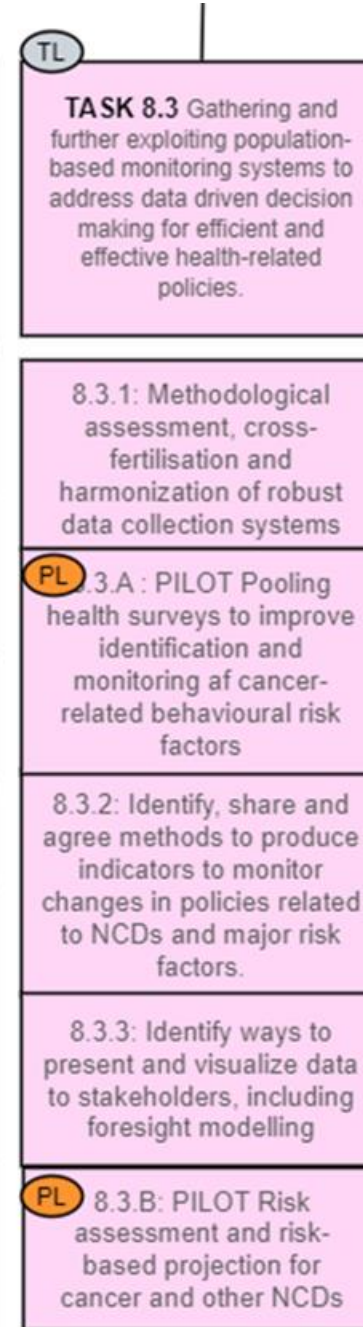 TL
TASK 8.3 Gathering and
further exploiting population-
based monitoring systems to
address data driven decision
making for efficient and
effective health-related
policies.
8.3.1: Methodological
assessment, cross-
fertilisation and
harmonization of robust
data collection systems
PL
.3.A : PILOT Pooling
health surveys to improve
identification and
monitoring af cancer-
related behavioural risk
factors
8.3.2: Identify, share and
agree methods to produce
indicators to monitor
changes in policies related
to NCDs and major risk
factors.
8.3.3: Identify ways to
present and visualize data
to stakeholders, including
foresight modelling
PL
8.3.B: PILOT Risk
assessment and risk-
based projection for
cancer and other NCDs